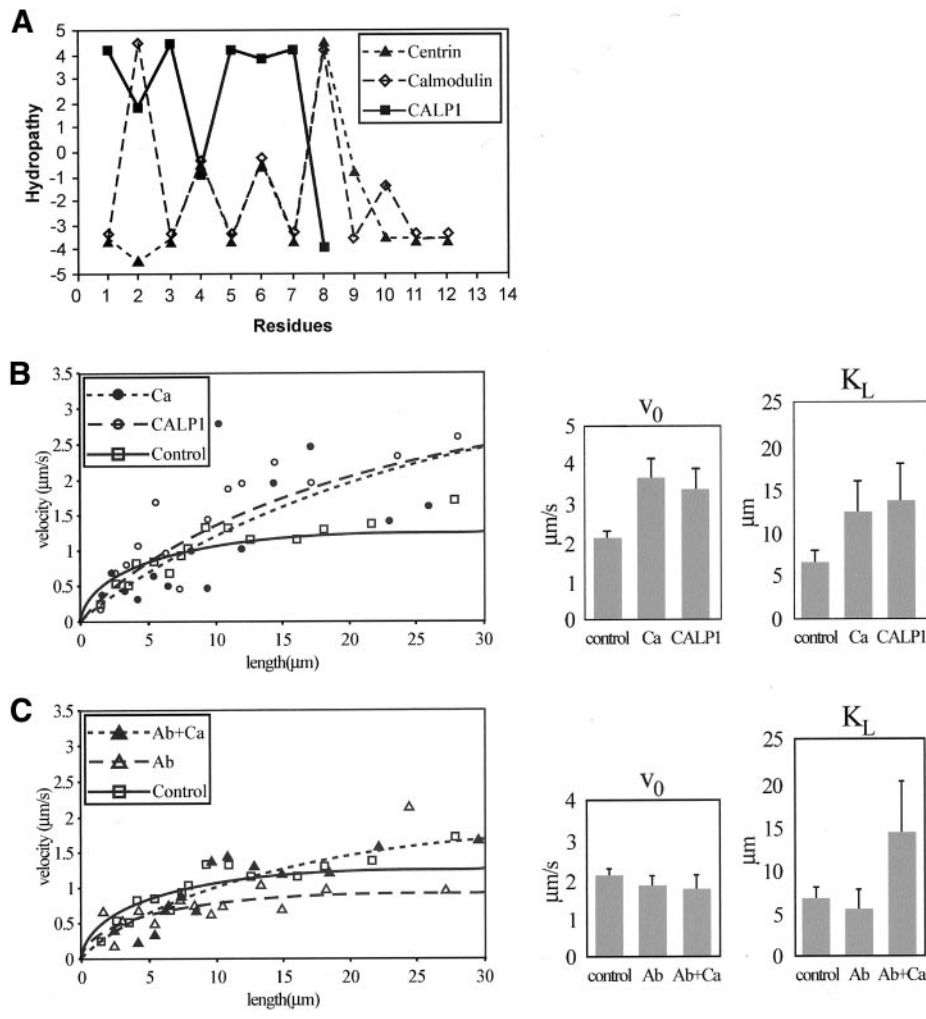 A
Hydropathy
5
4
3
2
1
0
-1
-2
-3
-4
-5
Centrin
Calmodulin
CALP1
0 1 2 3 4 5 6 7 8 9 10 11 12 13 14
Residues
B
velocity (μm/s)
3.5
3
2.5
2
1.5
1
0.5
0
Ca
CALP1
Control
0 5 10 15 20 25 30
length(μm)
v0
μm/s
5
4
3
2
1
0
control Ca CALP1
KL
μm
25
20
15
10
5
0
control Ca CALP1
C
velocity (μm/s)
3.5
3
2.5
2
1.5
1
0.5
0
Ab+Ca
Ab
Control
0 5 10 15 20 25 30
length(μm)
v0
μm/s
4
3
2
1
0
control Ab Ab+Ca
KL
μm
25
20
15
10
5
0
control Ab Ab+Ca